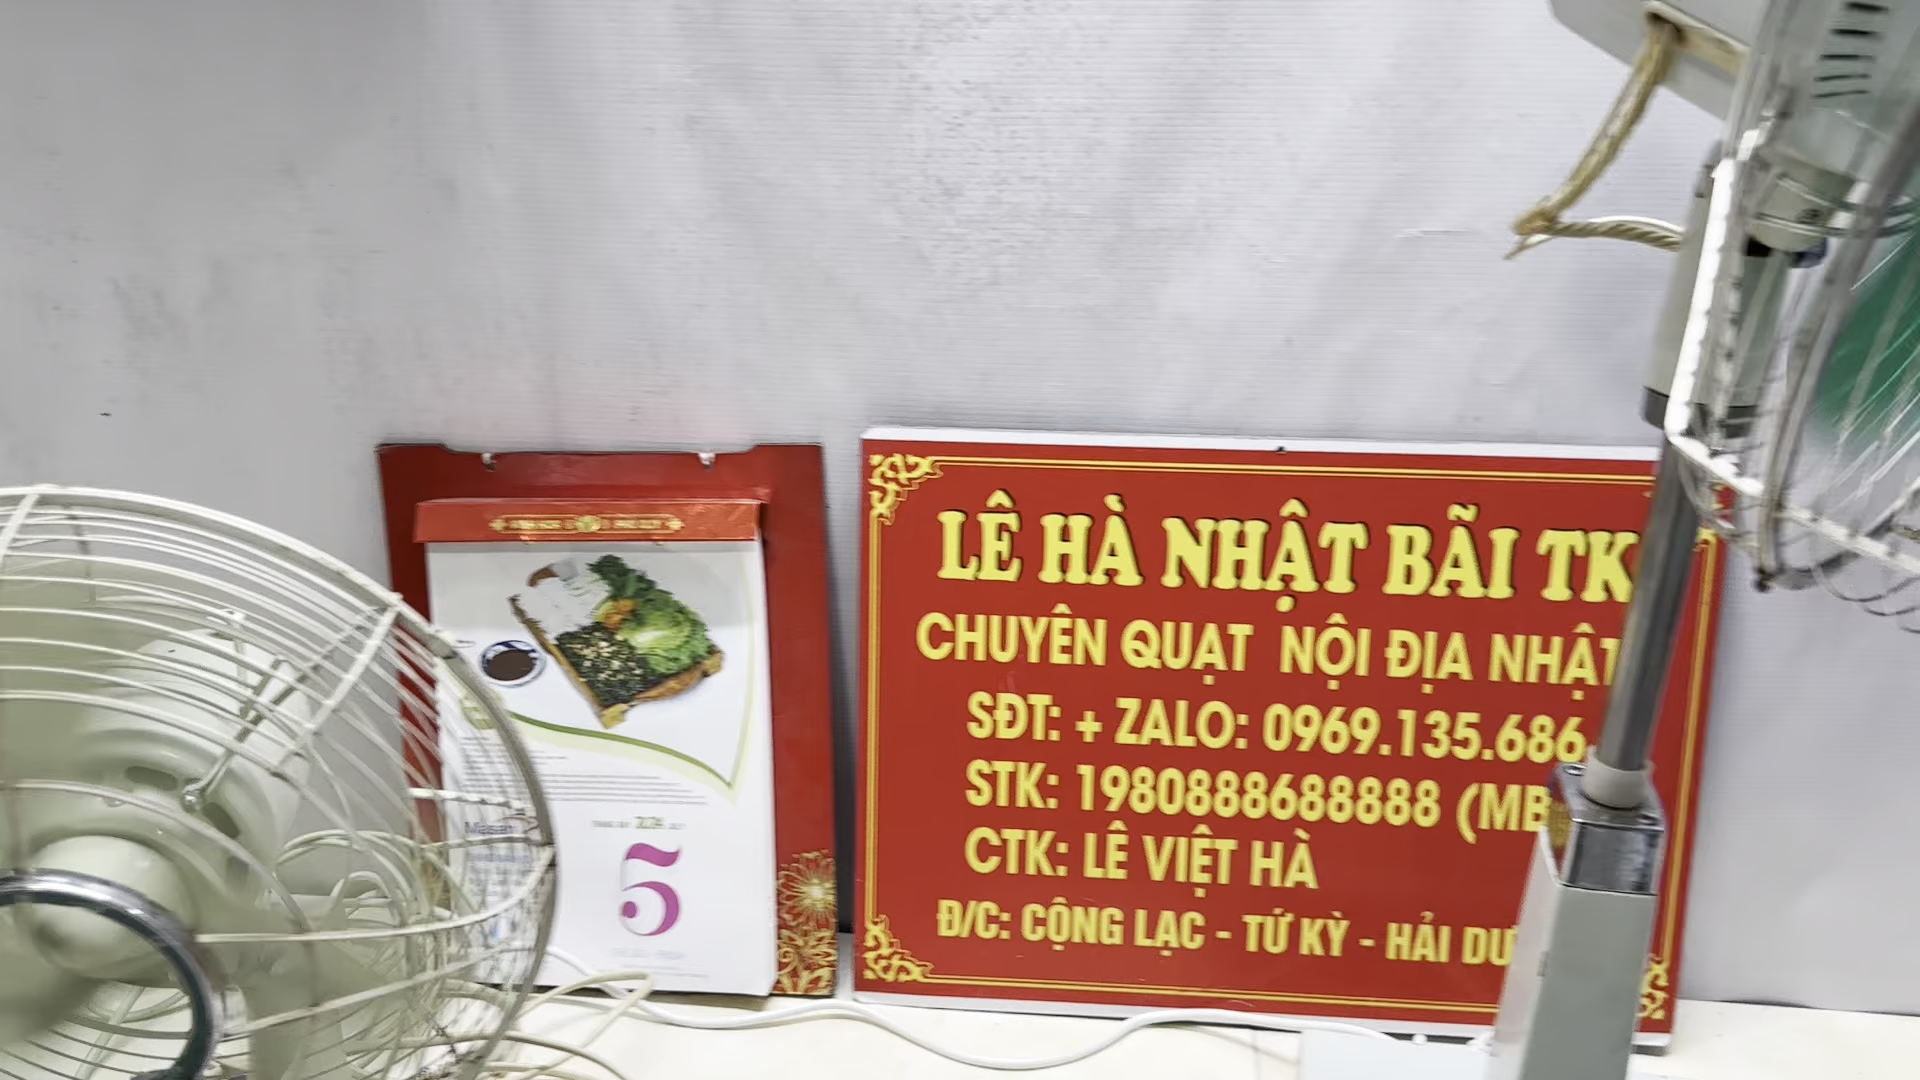 LÊ HÀ NHẬT BÃI TK
CHUYÊN QUẠT NỘI ĐỊA NHẬT
SĐT: + ZALO: 0969.135.686
STK: 1980888688888 (MB
CTK: LÊ VIỆT HÀ
Đ/C: CỘNG LẠC - TỨ KỲ - HẢI DƯ
Masan
5